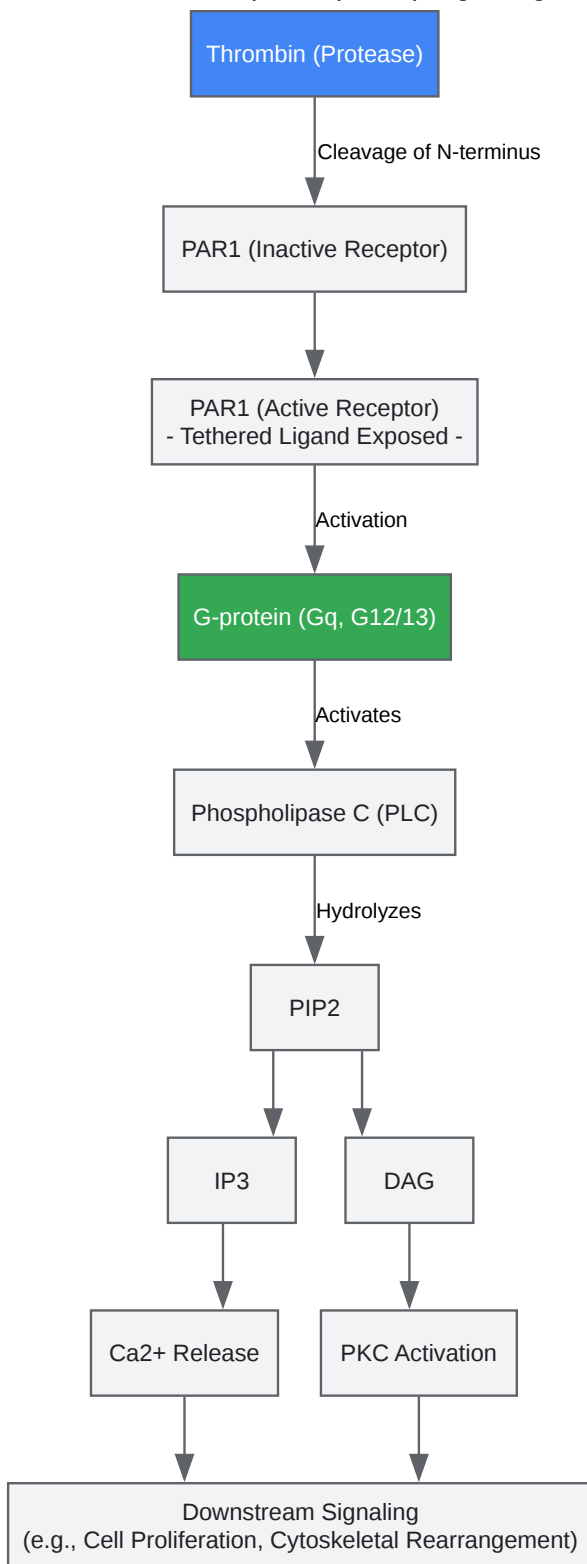 Thrombin (Protease)
Cleavage of N-terminus
PAR1 (Inactive Receptor)
PAR1 (Active Receptor)
- Tethered Ligand Exposed -
Activation
G-protein (Gq, G12/13)
Activates
Phospholipase C (PLC)
Hydrolyzes
PIP2
IP3
DAG
Ca2+ Release
PKC Activation
Downstream Signaling
(e.g., Cell Proliferation, Cytoskeletal Rearrangement)